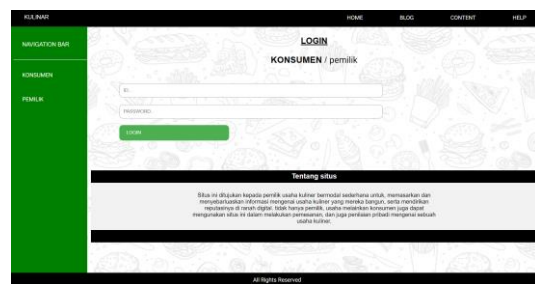 KULINAR
HOME BLOG CONTENT HELP
NAVIGATION BAR
KONSUMEN
PEMILIK
LOGIN
KONSUMEN / pemilik
ID..
PASSWORD..
LOGIN
Tentang situs
Situs ini ditujukan kepada pemilik usaha kuliner bermodal sederhana untuk, memasarkan dan
menyebarluaskan informasi mengenai usaha kuliner yang mereka bangun, serta mendirikan
reputasinya di ranah digital. tidak hanya pemilik, usaha melainkan konsumen juga dapat
mengunakan situs ini dalam melakukan pemesanan, dan juga penilaian pribadi mengenai sebuah
usaha kuliner.
All Rights Reserved